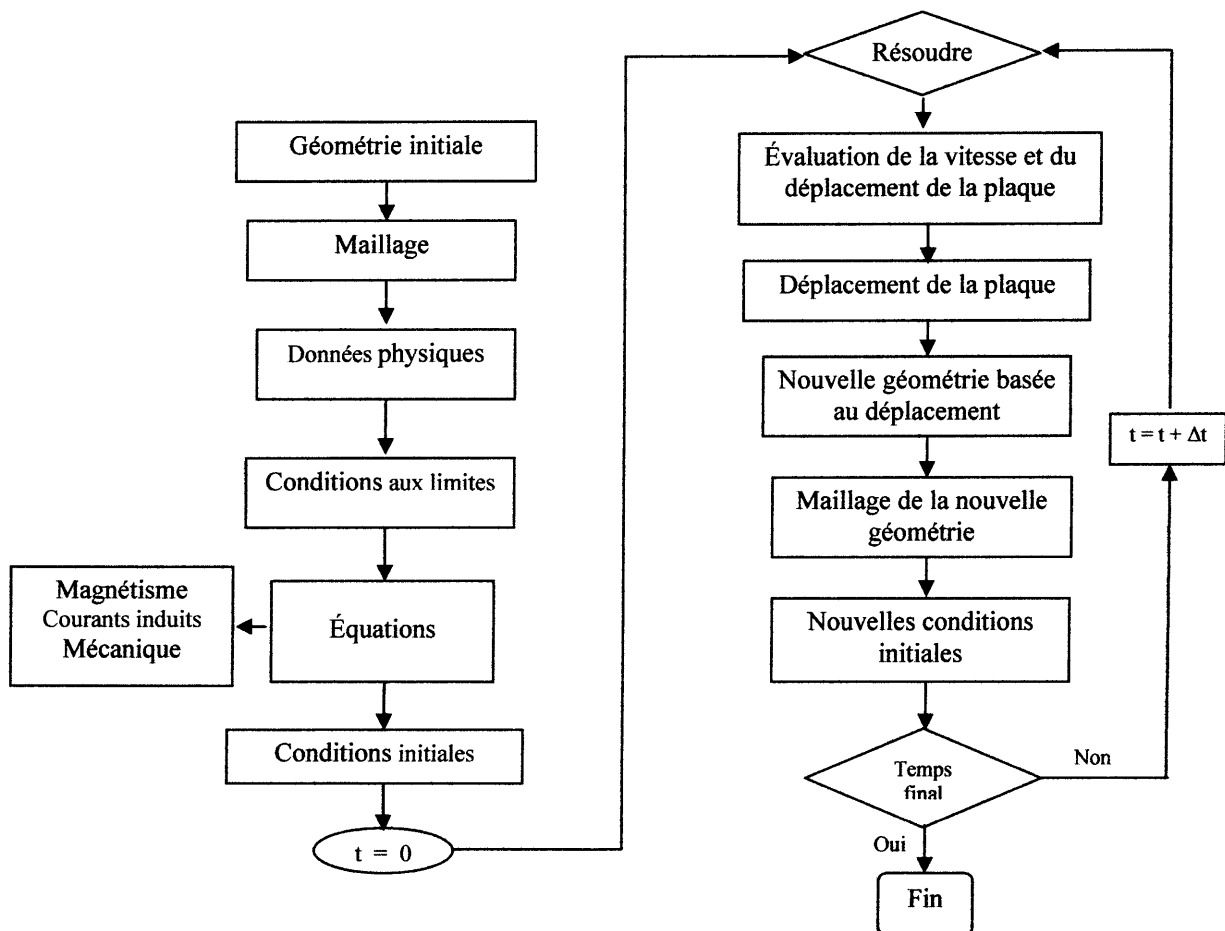 Géométrie initiale
Maillage
Données physiques
Conditions aux limites
Magnétisme
Courants induits
Mécanique
Équations
Conditions initiales
t = 0
Résoudre
Évaluation de la vitesse et du
déplacement de la plaque
Déplacement de la plaque
Nouvelle géométrie basée
au déplacement
t = t + Δt
Maillage de la nouvelle
géométrie
Nouvelles conditions
initiales
Temps
final
Non
Oui
Fin